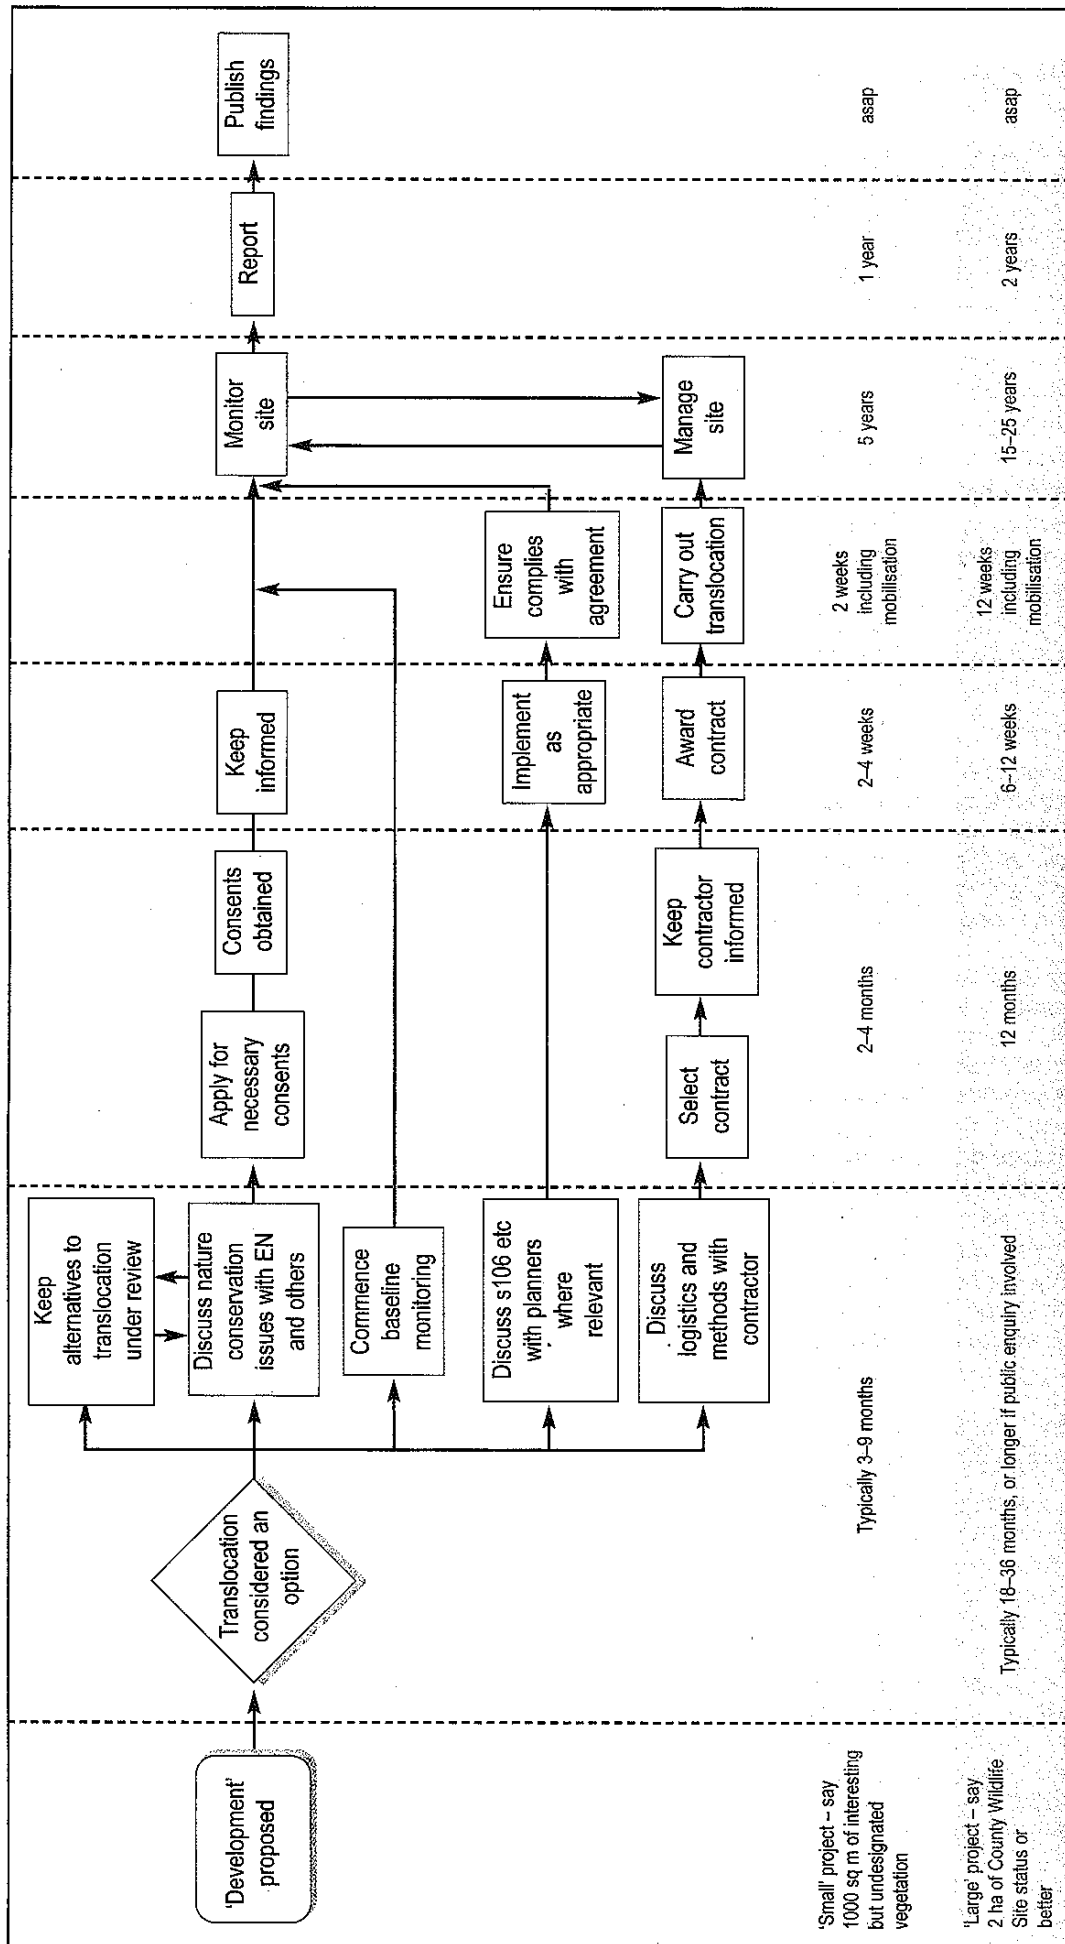 'Development'
proposed
Translocation
considered an
option
Keep
alternatives to
translocation
under review
Discuss nature
conservation
issues with EN
and others
Commence
baseline
monitoring
Discuss s106 etc
with planners
where
relevant
Discuss
logistics and
methods with
contractor
Apply for
necessary
consents
Consents
obtained
Select
contract
Keep
contractor
informed
Keep
informed
Implement
as
appropriate
Award
contract
Ensure
complies
with
agreement
Carry out
translocation
Monitor
site
Manage
site
Report
Publish
findings
'Small' project – say
1000 sq m of interesting
but undesignated
vegetation
Typically 3–9 months
2–4 months
2–4 weeks
2 weeks
including
mobilisation
5 years
1 year
asap
'Large' project – say
2 ha of County Wildlife
Site status or
better
Typically 18–36 months, or longer if public enquiry involved
12 months
6–12 weeks
12 weeks
including
mobilisation
15–25 years
2 years
asap